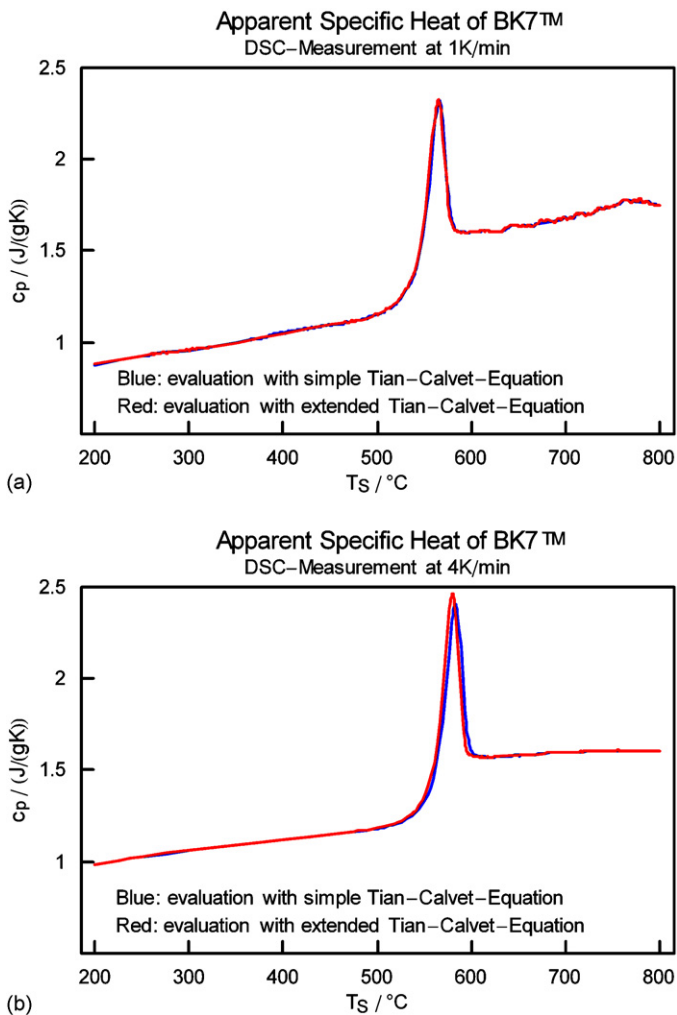 Apparent Specific Heat of BK7™
DSC–Measurement at 1K/min
2.5
2
1.5
1
cp / (J/(gK))
Blue: evaluation with simple Tian–Calvet–Equation
Red: evaluation with extended Tian–Calvet–Equation
200 300 400 500 600 700 800
(a)
TS / °C
Apparent Specific Heat of BK7™
DSC–Measurement at 4K/min
2.5
2
1.5
1
cp / (J/(gK))
Blue: evaluation with simple Tian–Calvet–Equation
Red: evaluation with extended Tian–Calvet–Equation
200 300 400 500 600 700 800
(b)
TS / °C